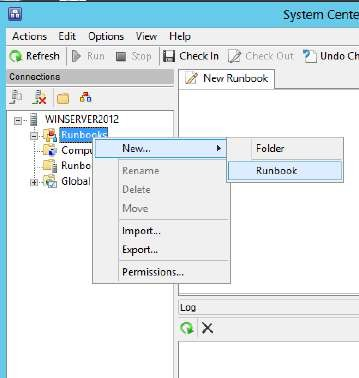 System Cente
Actions Edit Options View Help
Refresh Run Stop Check In Check Out Undo Ch
Connections
New Runbook
WINSERVER2012
Runbooks
Compu
Runbo
Global
New...
Folder
Runbook
Rename
Delete
Move
Import...
Export...
Permissions...
Log